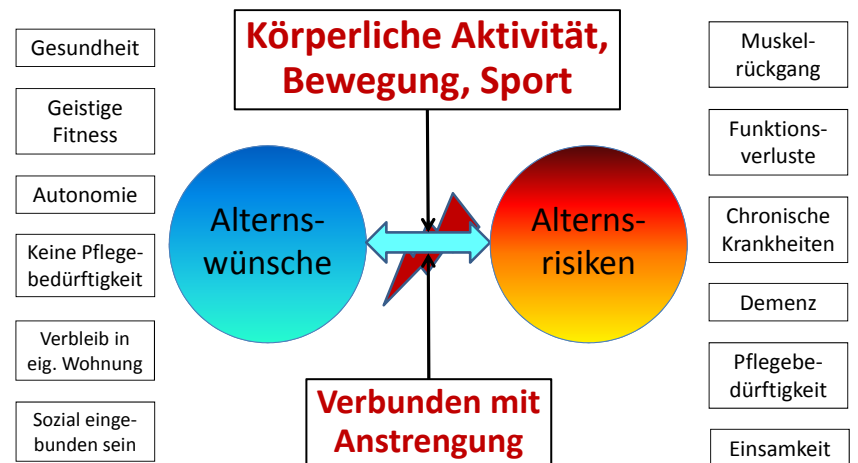 Gesundheit
Geistige
Fitness
Autonomie
Keine Pflege-
bedürftigkeit
Verbleib in
eig. Wohnung
Sozial einge-
bunden sein
Körperliche Aktivität,
Bewegung, Sport
Alterns-
wünsche
Alterns-
risiken
Verbunden mit
Anstrengung
Muskel-
rückgang
Funktions-
verluste
Chronische
Krankheiten
Demenz
Pflegebe-
dürftigkeit
Einsamkeit